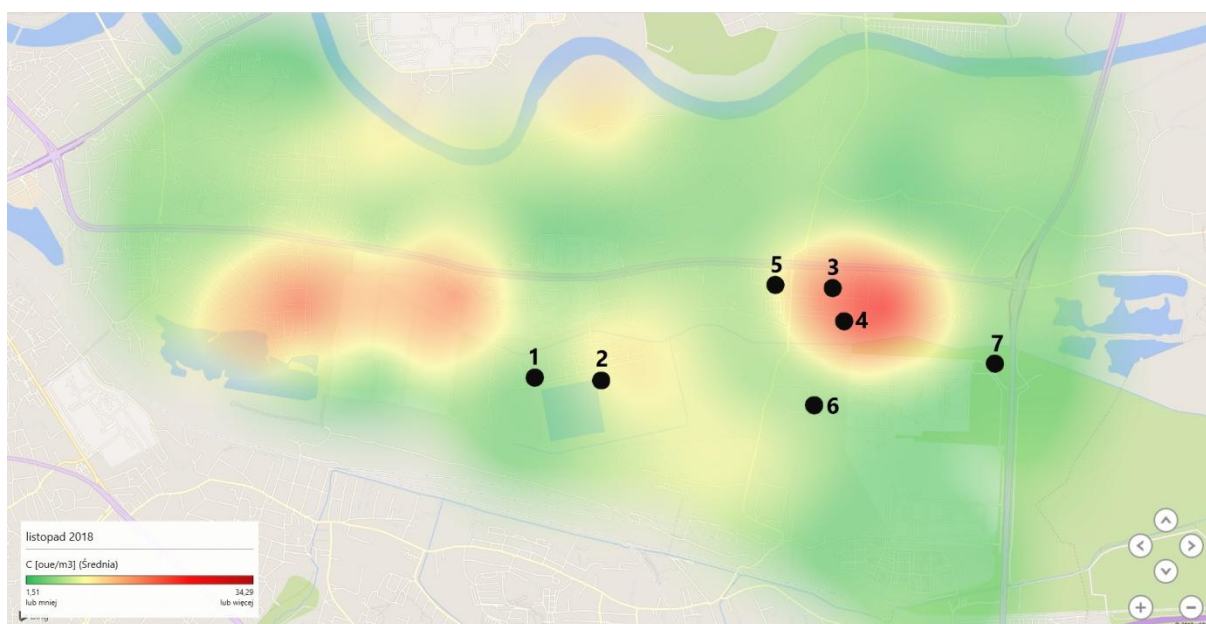 5
3
4
1
2
7
6
listopad 2018
C [oue/m3] (Średnia)
1,51
34,29
lub mniej
lub więcej